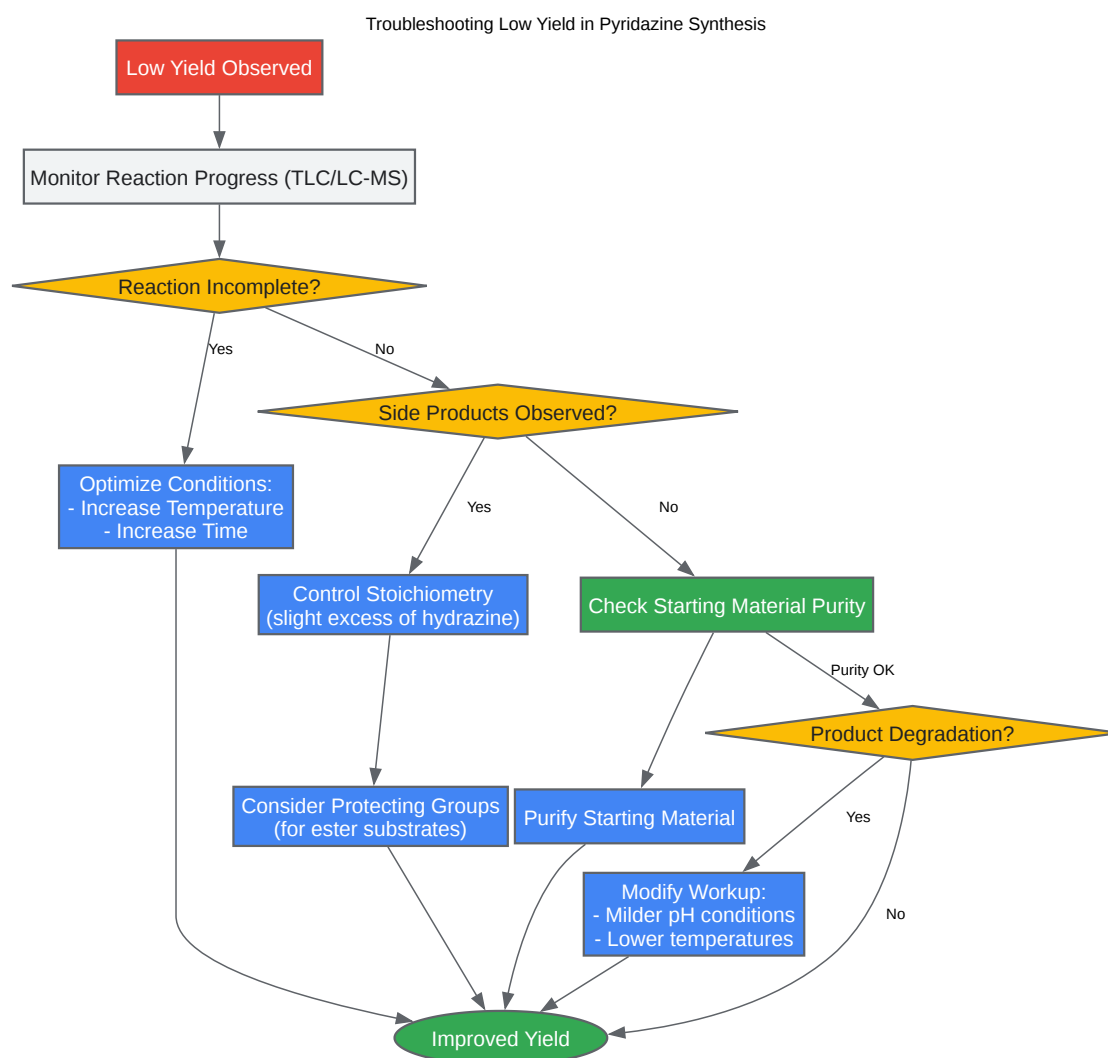 Troubleshooting Low Yield in Pyridazine Synthesis
Low Yield Observed
Monitor Reaction Progress (TLC/LC-MS)
Reaction Incomplete?
Yes
No
Side Products Observed?
Optimize Conditions:
- Increase Temperature
- Increase Time
Yes
No
Control Stoichiometry
(slight excess of hydrazine)
Check Starting Material Purity
Purity OK
Product Degradation?
Consider Protecting Groups
(for ester substrates)
Purify Starting Material
Yes
Modify Workup:
- Milder pH conditions
- Lower temperatures
No
Improved Yield